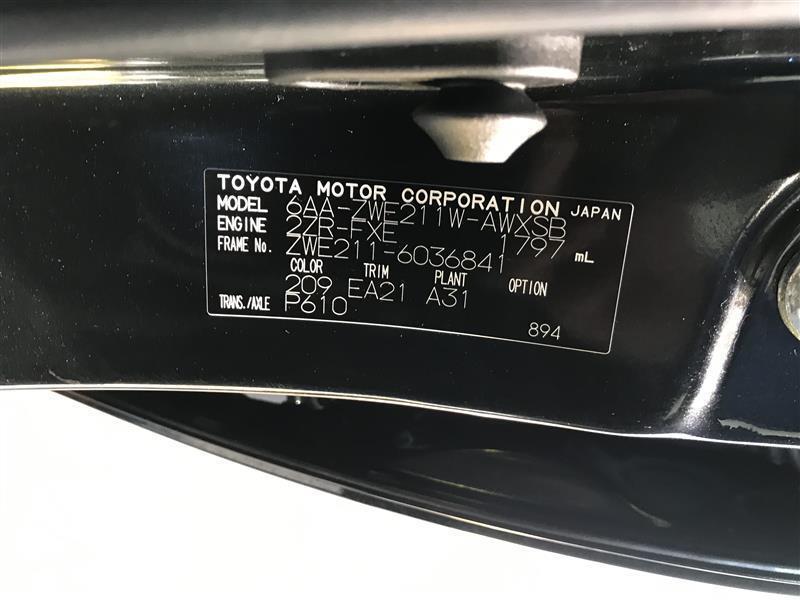 TOYOTA MOTOR CORPORATION JAPAN
MODEL 6AA-ZWE211W-AWXSB
ENGINE 2ZR-FXE 1797 mL
FRAME No. ZWE211-6036841
COLOR TRIM PLANT OPTION
209 EA21 A31
TRANS./AXLE P610
894